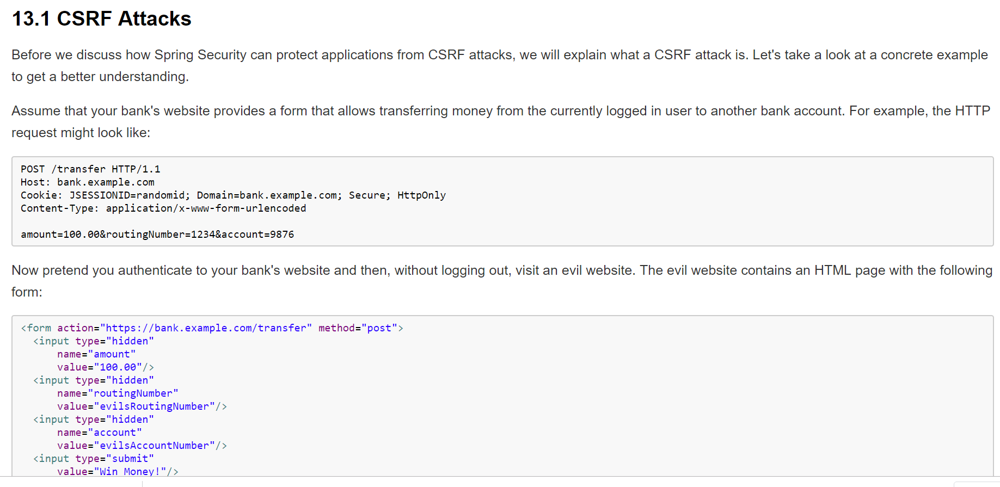 13.1 CSRF Attacks
Before we discuss how Spring Security can protect applications from CSRF attacks, we will explain what a CSRF attack is. Let's take a look at a concrete example
to get a better understanding.
Assume that your bank's website provides a form that allows transferring money from the currently logged in user to another bank account. For example, the HTTP
request might look like:
POST /transfer HTTP/1.1
Host: bank.example.com
Cookie: JSESSIONID=randomid; Domain=bank.example.com; Secure; HttpOnly
Content-Type: application/x-www-form-urlencoded
amount=100.00&routingNumber=1234&account=9876
Now pretend you authenticate to your bank's website and then, without logging out, visit an evil website. The evil website contains an HTML page with the following
form:
<form action="https://bank.example.com/transfer" method="post">
<input type="hidden"
name="amount"
value="100.00"/>
<input type="hidden"
name="routingNumber"
value="evilsRoutingNumber"/>
<input type="hidden"
name="account"
value="evilsAccountNumber"/>
<input type="submit"
value="Win Money!"/>